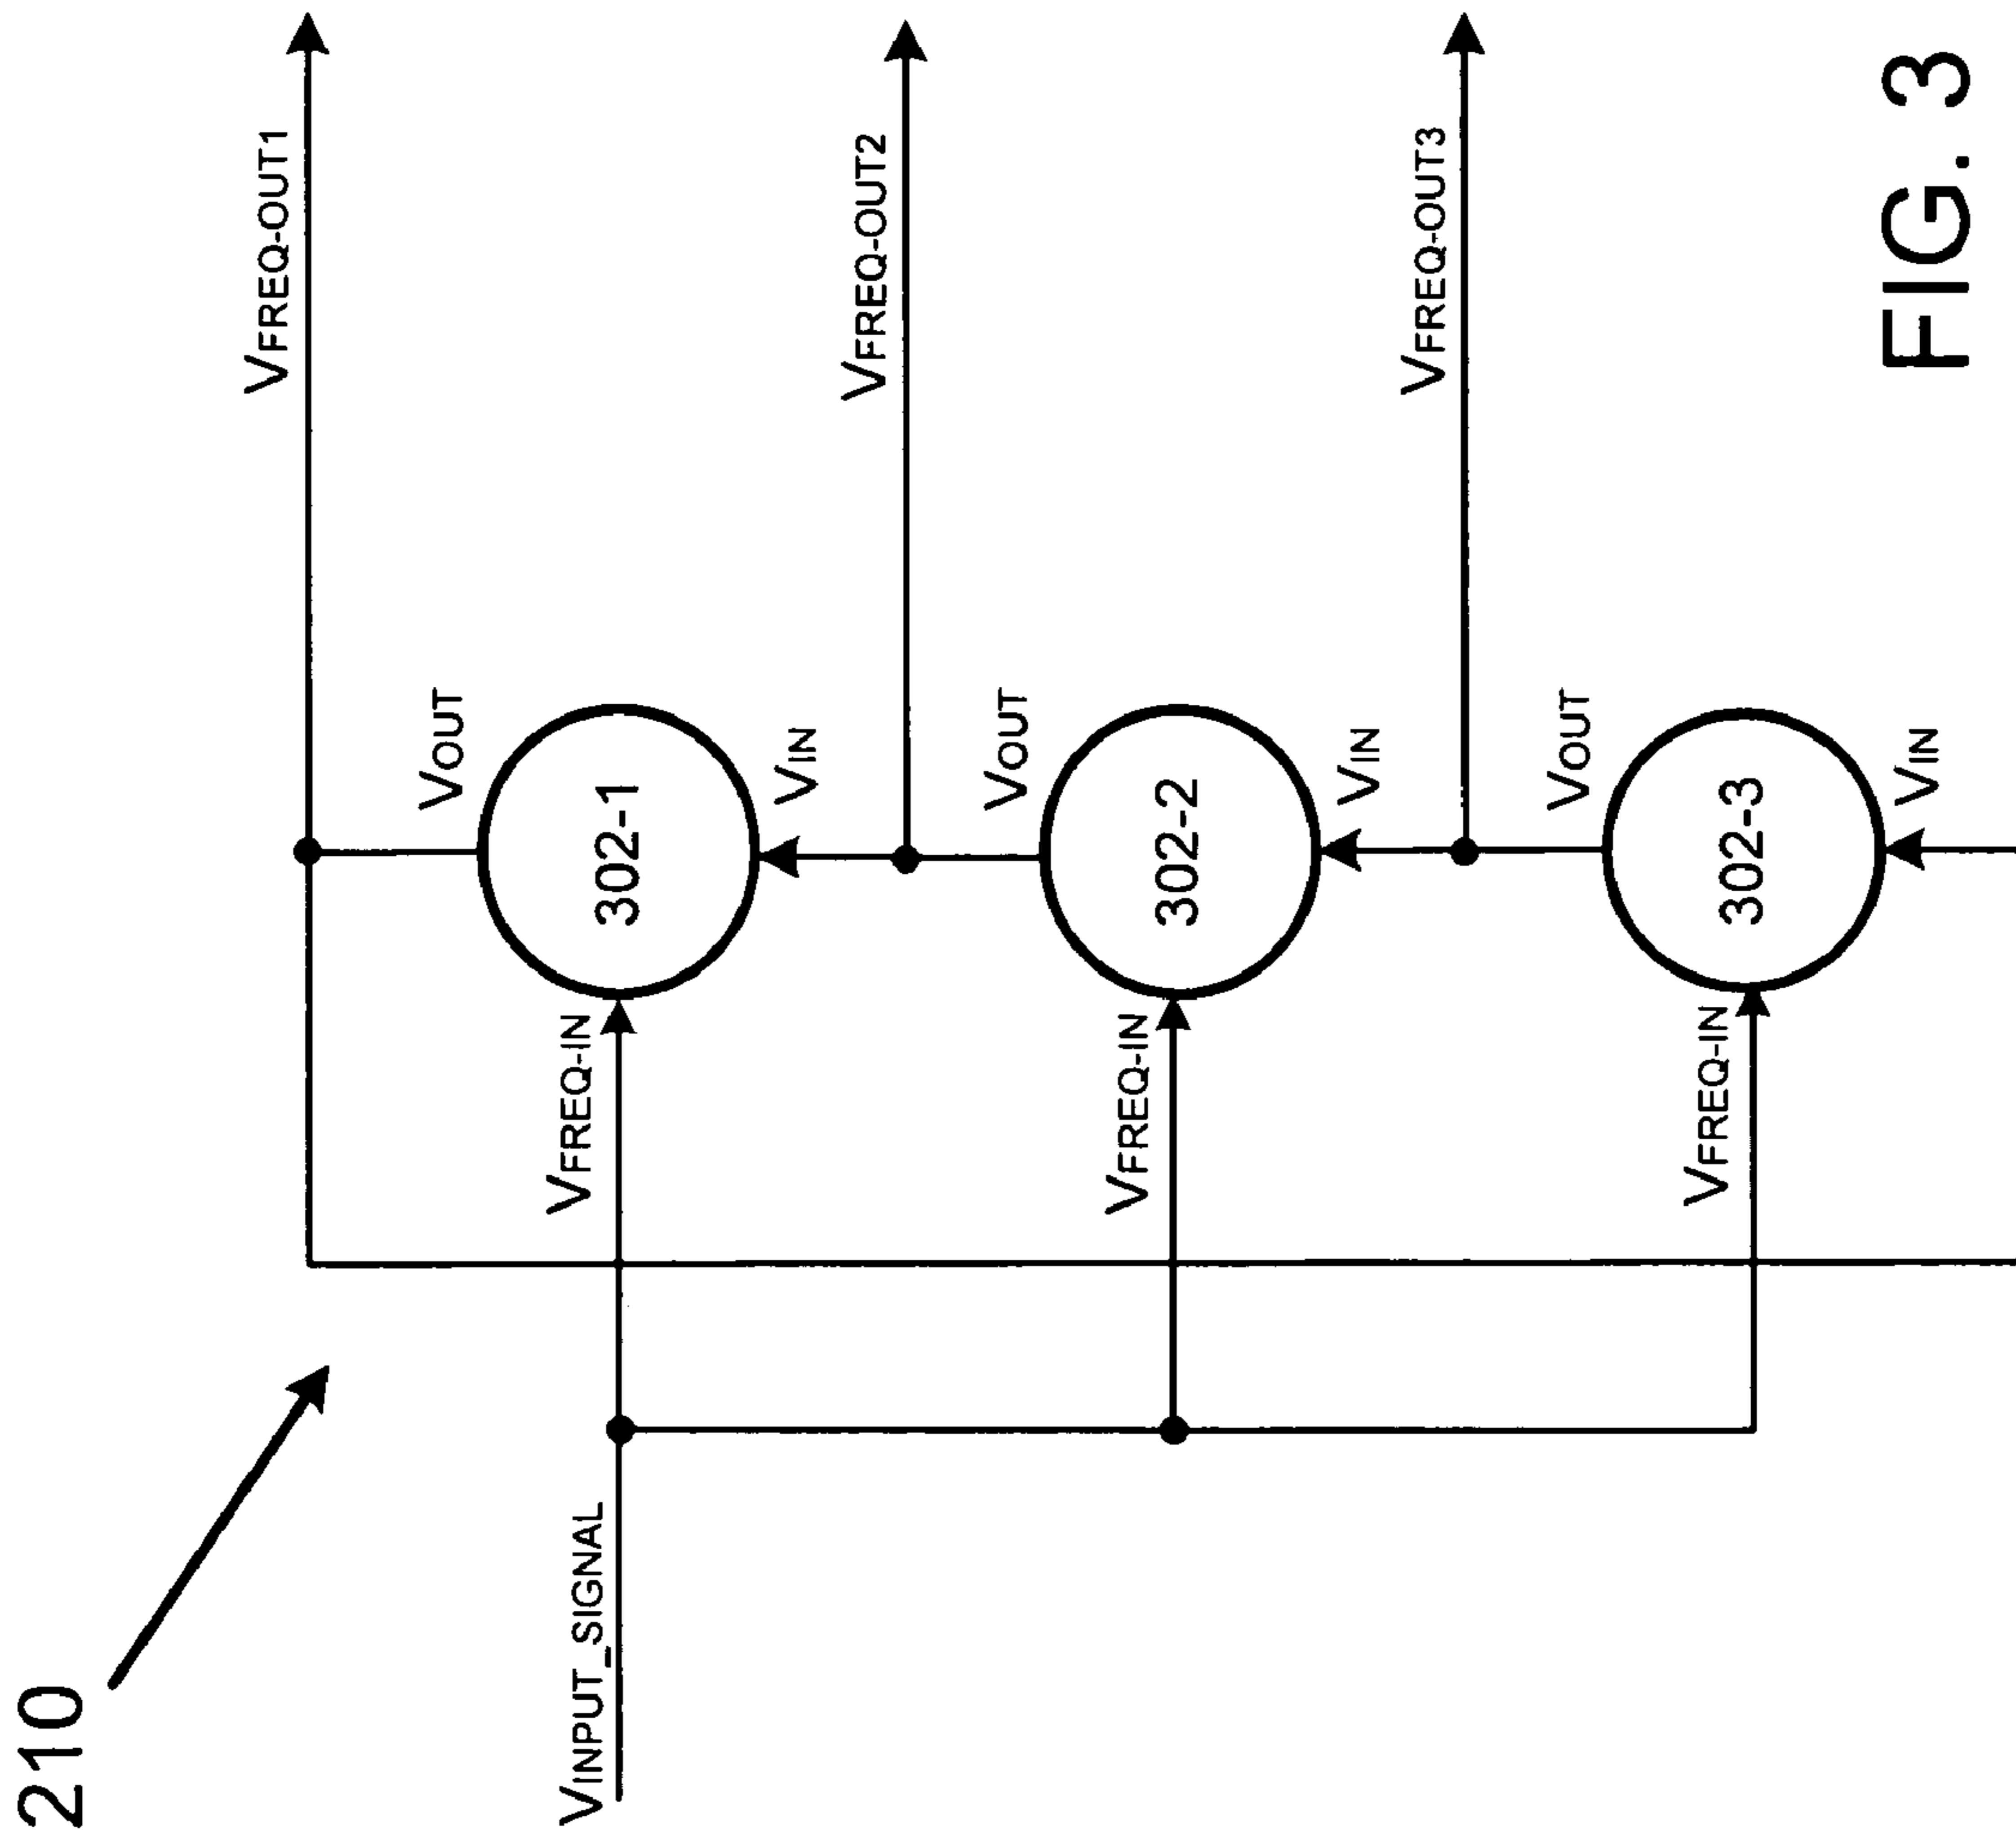 210
VINPUT_SIGNAL
VFREQ-OUT1
VOUT
VFREQ-IN
302-1
VIN
VFREQ-OUT2
VOUT
VFREQ-IN
302-2
VIN
VFREQ-OUT3
VOUT
VFREQ-IN
302-3
VIN
FIG. 3